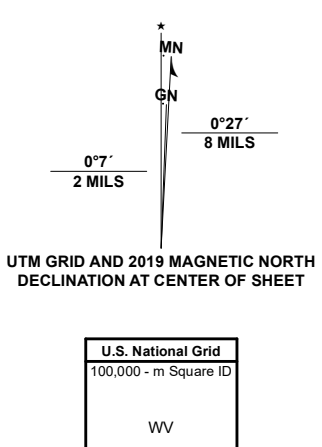 ★
MN
GN
0°27´
8 MILS
0°7´
2 MILS
UTM GRID AND 2019 MAGNETIC NORTH
DECLINATION AT CENTER OF SHEET
U.S. National Grid
100,000 - m Square ID
WV